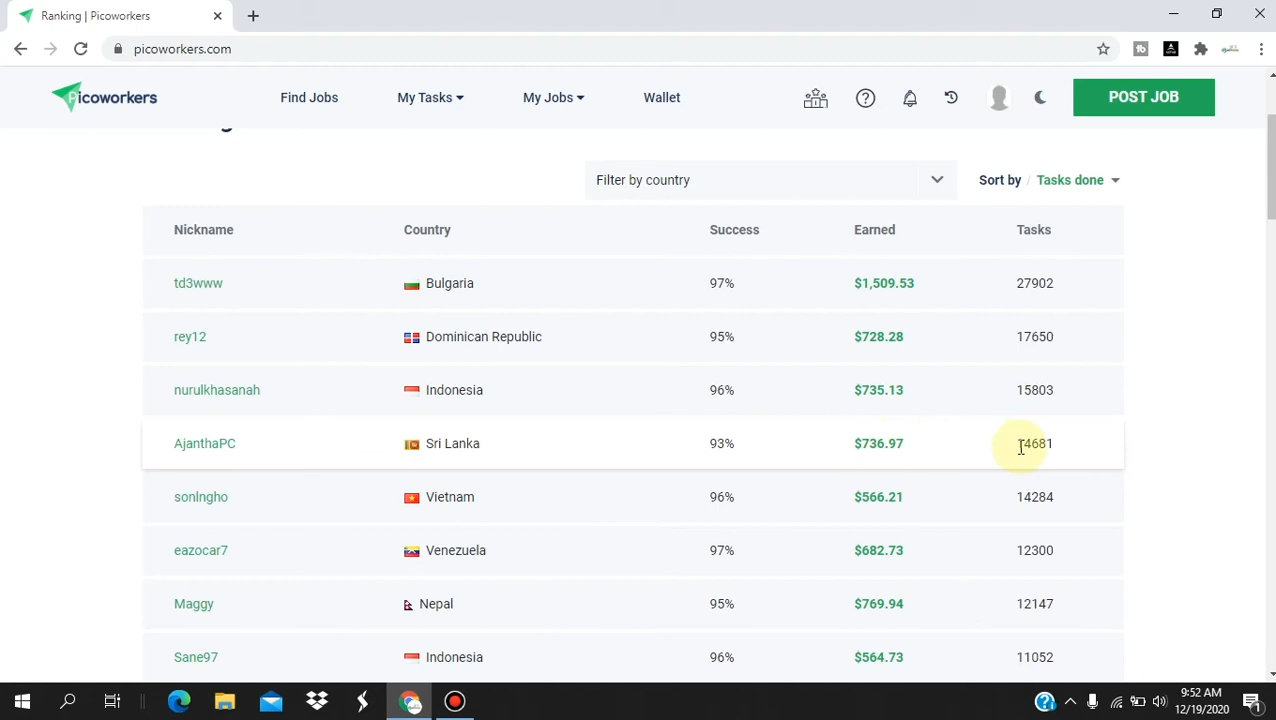 Ranking | Picoworkers
picoworkers.com
Picoworkers Find Jobs My Tasks My Jobs Wallet POST JOB
Filter by country Sort by / Tasks done
Nickname Country Success Earned Tasks
td3www Bulgaria 97% $1,509.53 27902
rey12 Dominican Republic 95% $728.28 17650
nurulkhasanah Indonesia 96% $735.13 15803
AjanthaPC Sri Lanka 93% $736.97 14681
sonlngho Vietnam 96% $566.21 14284
eazocar7 Venezuela 97% $682.73 12300
Maggy Nepal 95% $769.94 12147
Sane97 Indonesia 96% $564.73 11052
9:52 AM
12/19/2020